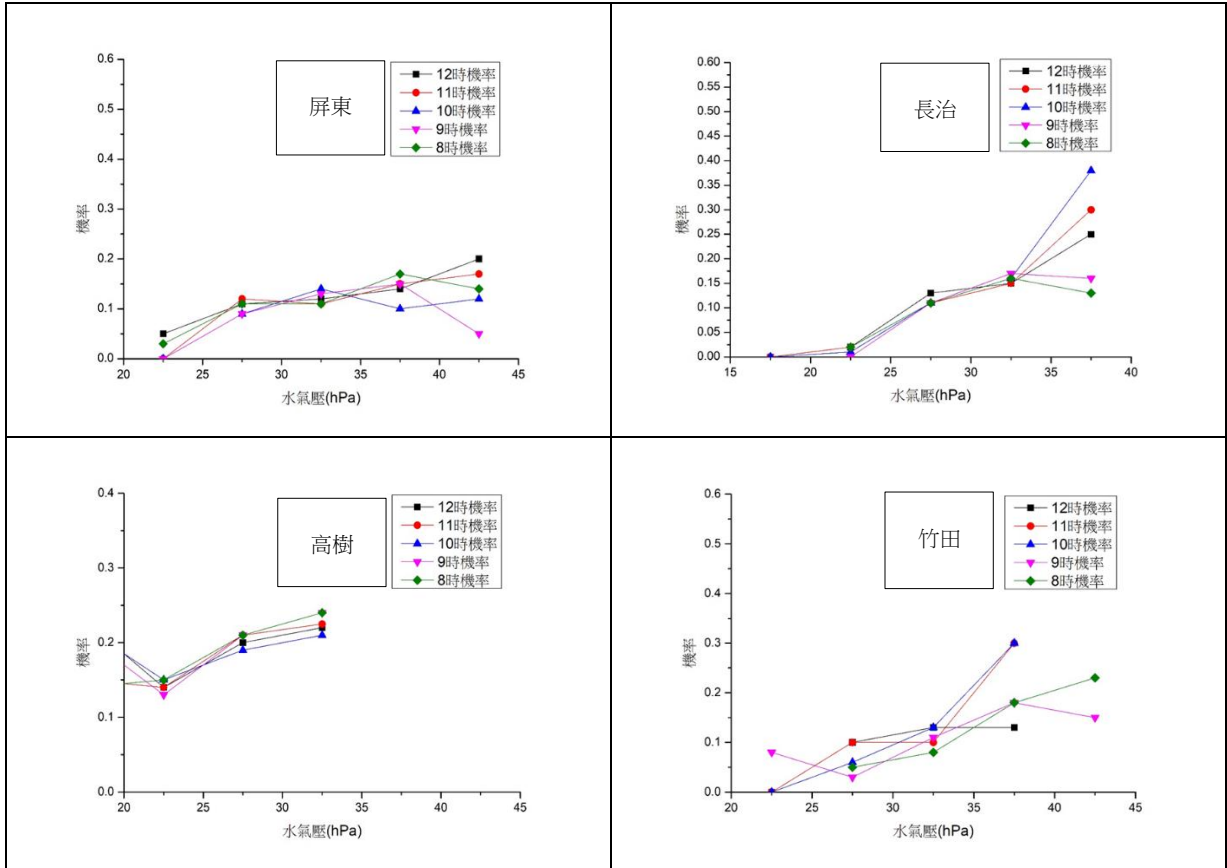 0.6
0.5
0.4
0.3
0.2
0.1
0.0
20
25
30
35
40
45
機率
水氣壓(hPa)
屏東
12時機率
11時機率
10時機率
9時機率
8時機率
0.60
0.55
0.50
0.45
0.40
0.35
0.30
0.25
0.20
0.15
0.10
0.05
0.00
15
20
25
30
35
40
機率
水氣壓(hPa)
長治
12時機率
11時機率
10時機率
9時機率
8時機率
0.4
0.3
0.2
0.1
0.0
20
25
30
35
40
45
機率
水氣壓(hPa)
高樹
12時機率
11時機率
10時機率
9時機率
8時機率
0.6
0.5
0.4
0.3
0.2
0.1
0.0
20
25
30
35
40
45
機率
水氣壓(hPa)
竹田
12時機率
11時機率
10時機率
9時機率
8時機率